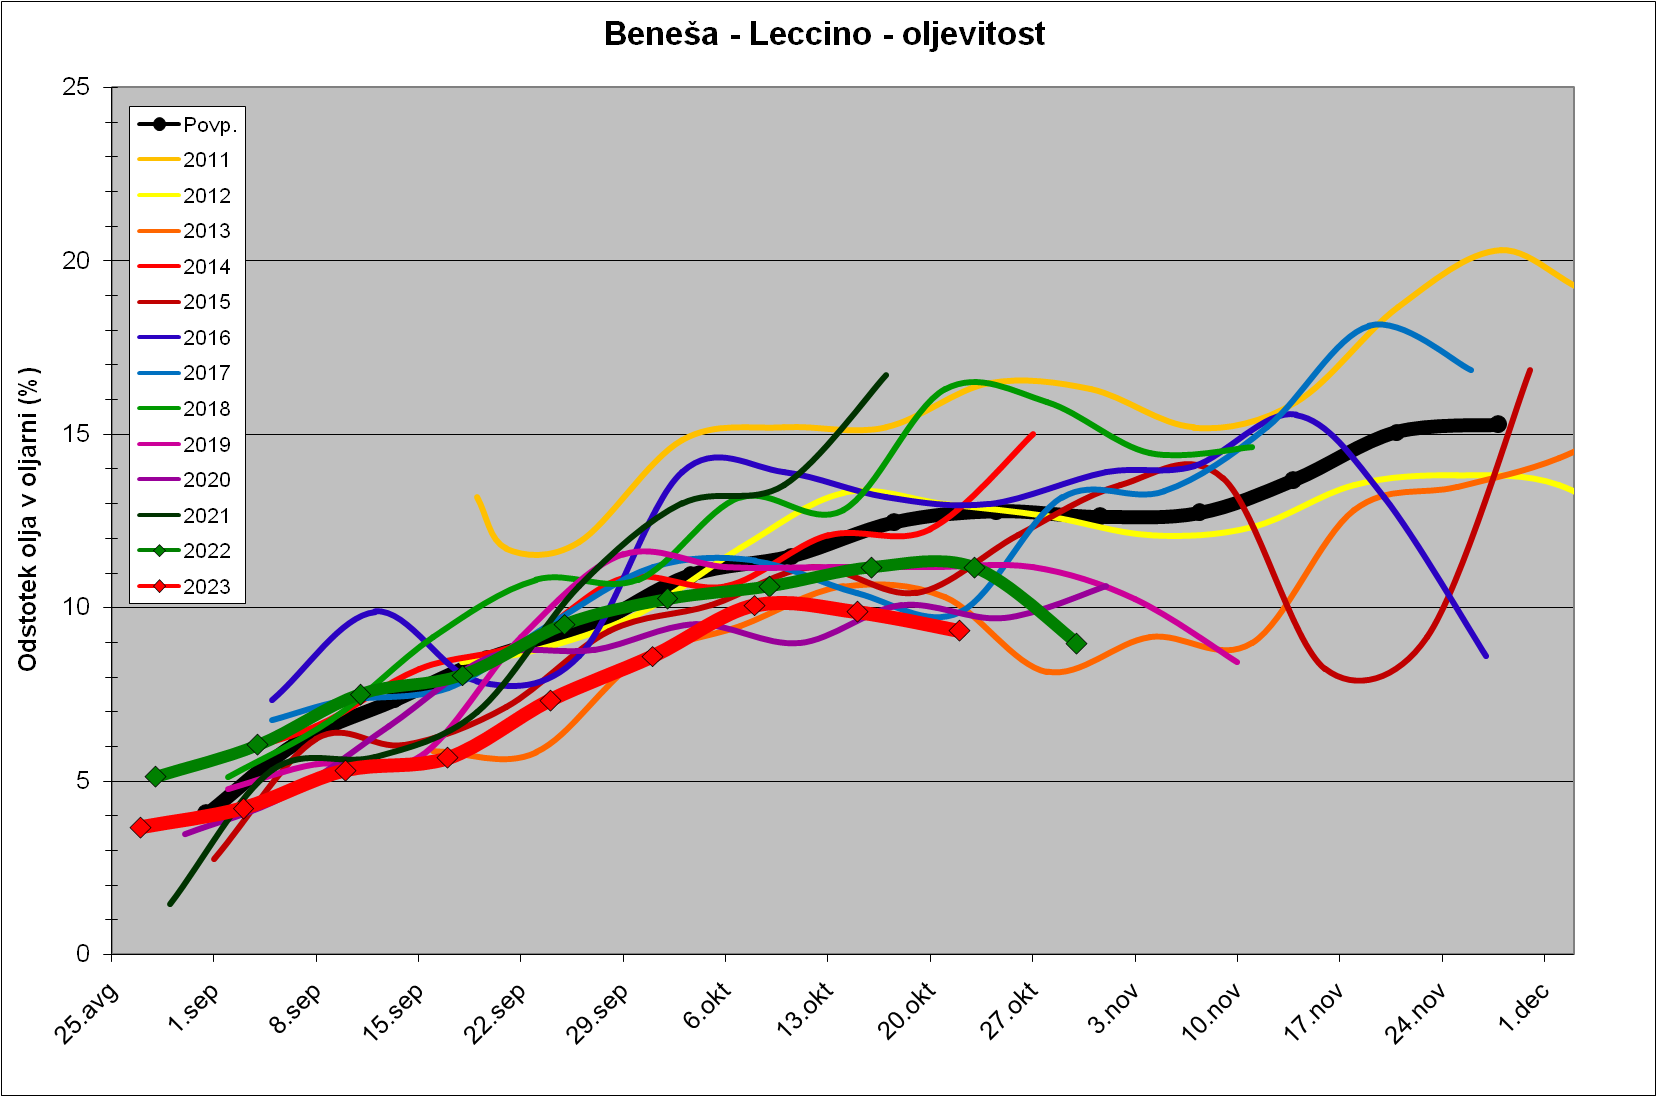 Beneša - Leccino - oljevitost
Odstotek olja v oljarni (%)
25
20
15
10
5
0
Povp.
2011
2012
2013
2014
2015
2016
2017
2018
2019
2020
2021
2022
2023
25.avg
1.sep
8.sep
15.sep
22.sep
29.sep
6.okt
13.okt
20.okt
27.okt
3.nov
10.nov
17.nov
24.nov
1.dec